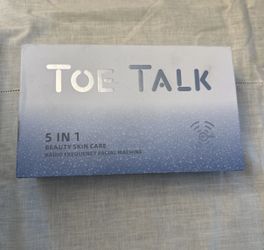 TOE TALK
5 IN 1
BEAUTY SKIN CARE
RADIO FREQUENCY FACIAL MACHINE